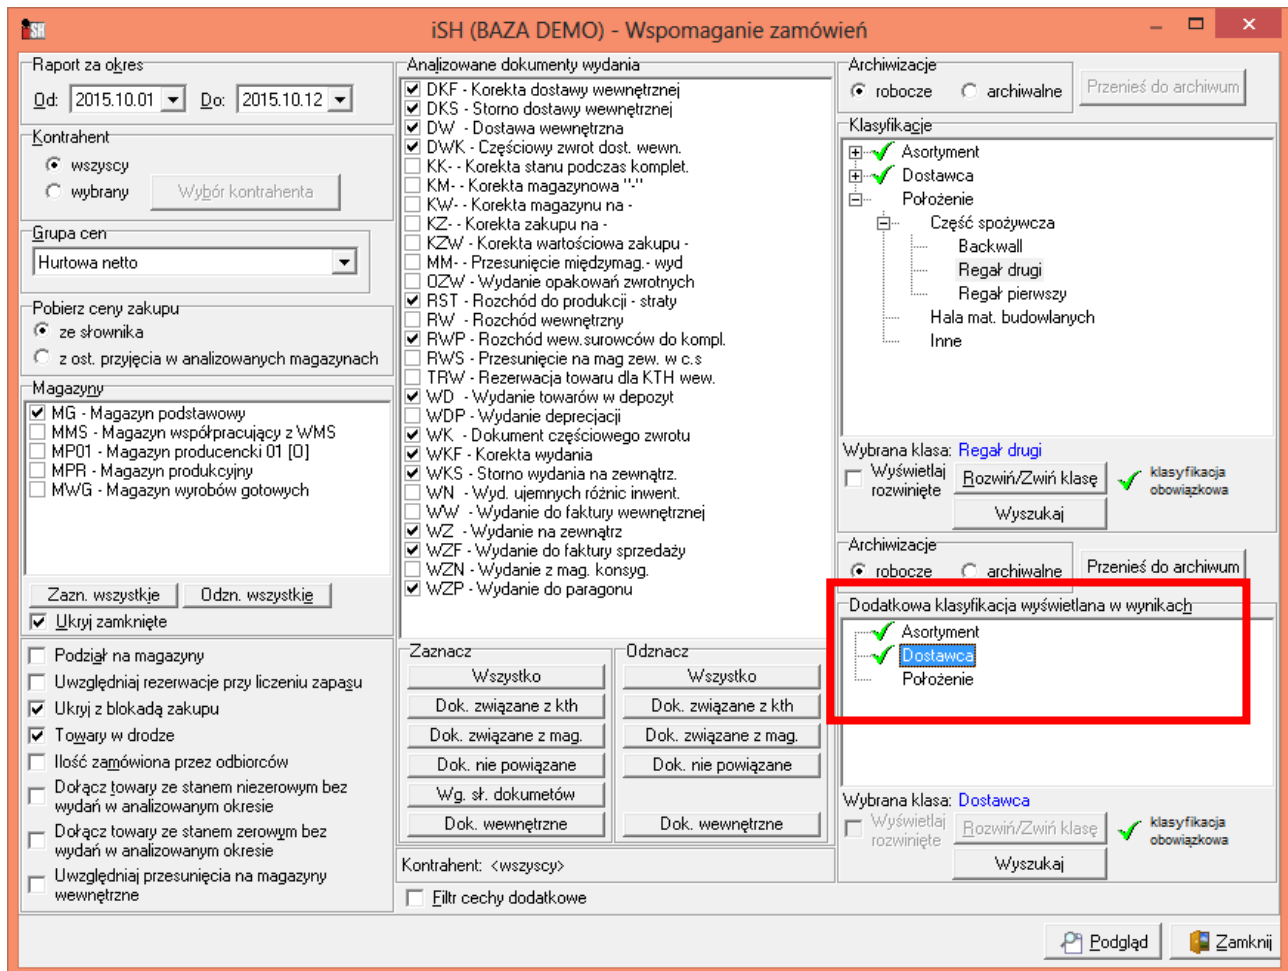 iSH
iSH (BAZA DEMO) - Wspomaganie zamówień
Raport za okres
Od: 2015.10.01 Do: 2015.10.12
Kontrahent
wszyscy
wybrany Wybór kontrahenta
Grupa cen
Hurtowa netto
Pobierz ceny zakupu
ze słownika
z ost. przyjęcia w analizowanych magazynach
Magazyny
MG - Magazyn podstawowy
MMS - Magazyn współpracujący z WMS
MP01 - Magazyn producencki 01 [O]
MPR - Magazyn produkcyjny
MWG - Magazyn wyrobów gotowych
Zazn. wszystkie Odzn. wszystkie
Ukryj zamknięte
Podział na magazyny
Uwzględniaj rezerwacje przy liczeniu zapasu
Ukryj z blokadą zakupu
Towary w drodze
Ilość zamówiona przez odbiorców
Dołącz towary ze stanem niezerowym bez
wydań w analizowanym okresie
Dołącz towary ze stanem zerowym bez
wydań w analizowanym okresie
Uwzględniaj przesunięcia na magazyny
wewnętrzne
Analizowane dokumenty wydania
DKF - Korekta dostawy wewnętrznej
DKS - Storno dostawy wewnętrznej
DW - Dostawa wewnętrzna
DWK - Częściowy zwrot dost. wewn.
KK- - Korekta stanu podczas komplet.
KM- - Korekta magazynowa "-"
KW- - Korekta magazynu na -
KZ- - Korekta zakupu na -
KZW - Korekta wartościowa zakupu -
MM- - Przesunięcie międzymag.- wyd
OZW - Wydanie opakowań zwrotnych
RST - Rozchód do produkcji - straty
RW - Rozchód wewnętrzny
RWP - Rozchód wew.surowców do kompl.
RWS - Przesunięcie na mag zew. w c.s
TRW - Rezerwacja towaru dla KTH wew.
WD - Wydanie towarów w depozyt
WDP - Wydanie deprecjacji
WK - Dokument częściowego zwrotu
WKF - Korekta wydania
WKS - Storno wydania na zewnątrz.
WN - Wyd. ujemnych różnic inwent.
WW - Wydanie do faktury wewnętrznej
WZ - Wydanie na zewnątrz
WZF - Wydanie do faktury sprzedaży
WZN - Wydanie z mag. konsyg.
WZP - Wydanie do paragonu
Zaznacz Odznacz
Wszystko Wszystko
Dok. związane z kth Dok. związane z kth
Dok. związane z mag. Dok. związane z mag.
Dok. nie powiązane Dok. nie powiązane
Wg. sł. dokumetów
Dok. wewnętrzne Dok. wewnętrzne
Kontrahent: <wszyscy>
Filtr cechy dodatkowe
Archiwizacje
robocze archiwalne Przenieś do archiwum
Klasyfikacje
Asortyment
Dostawca
Położenie
Część spożywcza
Backwall
Regał drugi
Regał pierwszy
Hala mat. budowlanych
Inne
Wybrana klasa: Regał drugi
Wyświetlaj
rozwinięte
Rozwiń/Zwiń klasę
klasyfikacja
obowiązkowa
Wyszukaj
Archiwizacje
robocze archiwalne Przenieś do archiwum
Dodatkowa klasyfikacja wyświetlana w wynikach
Asortyment
Dostawca
Położenie
Wybrana klasa: Dostawca
Wyświetlaj
rozwinięte
Rozwiń/Zwiń klasę
klasyfikacja
obowiązkowa
Wyszukaj
Podgląd Zamknij